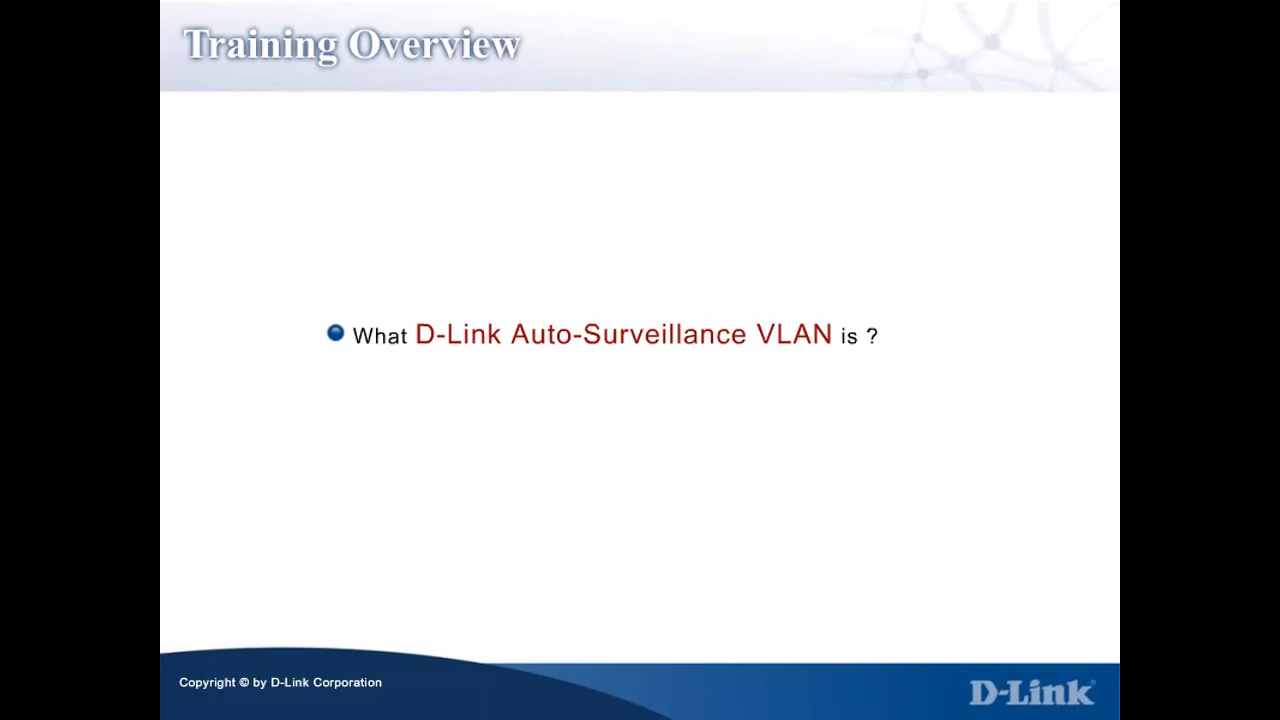 Training Overview
What D-Link Auto-Surveillance VLAN is ?
Copyright © by D-Link Corporation
D-Link®